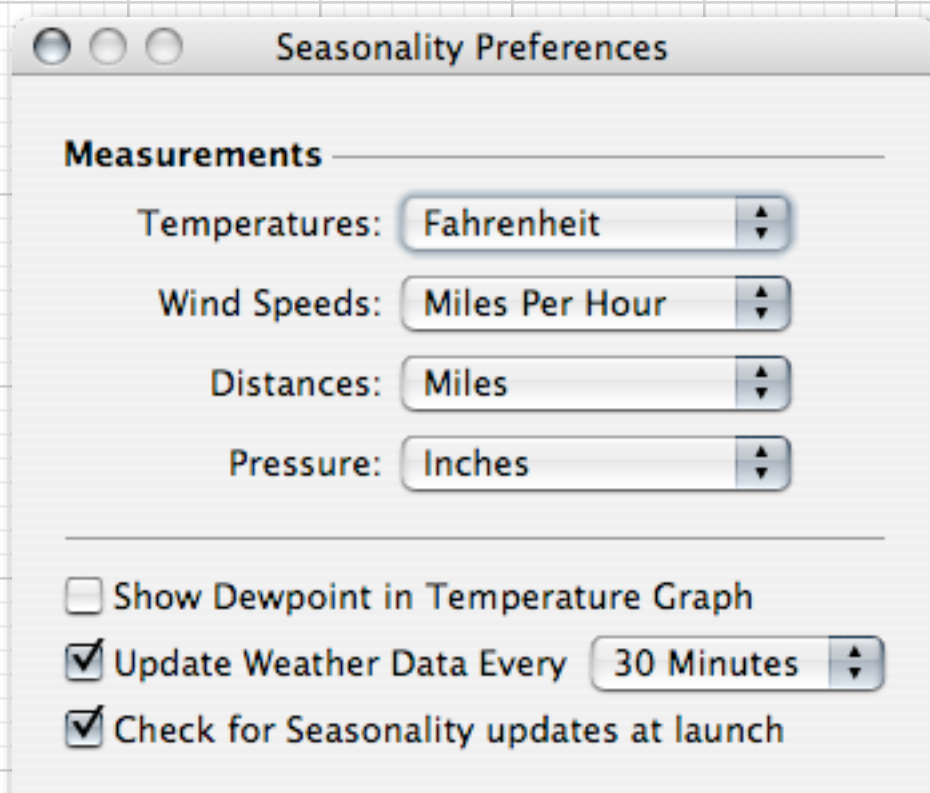 Seasonality Preferences
Measurements
Temperatures: Fahrenheit
Wind Speeds: Miles Per Hour
Distances: Miles
Pressure: Inches
Show Dewpoint in Temperature Graph
Update Weather Data Every 30 Minutes
Check for Seasonality updates at launch